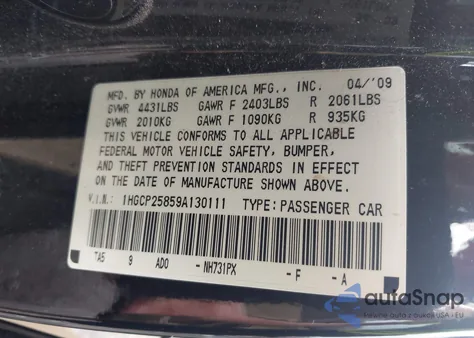 MFD. BY HONDA OF AMERICA MFG., INC. 04/'09
GVWR 4431LBS GAWR F 2403LBS R 2061LBS
GVWR 2010KG GAWR F 1090KG R 935KG
THIS VEHICLE CONFORMS TO ALL APPLICABLE
FEDERAL MOTOR VEHICLE SAFETY, BUMPER,
AND THEFT PREVENTION STANDARDS IN EFFECT
ON THE DATE OF MANUFACTURE SHOWN ABOVE.
V.I.N.: 1HGCP25859A130111 TYPE: PASSENGER CAR
TA5 9 AD0 -NH731PX -F -A
autaSnap